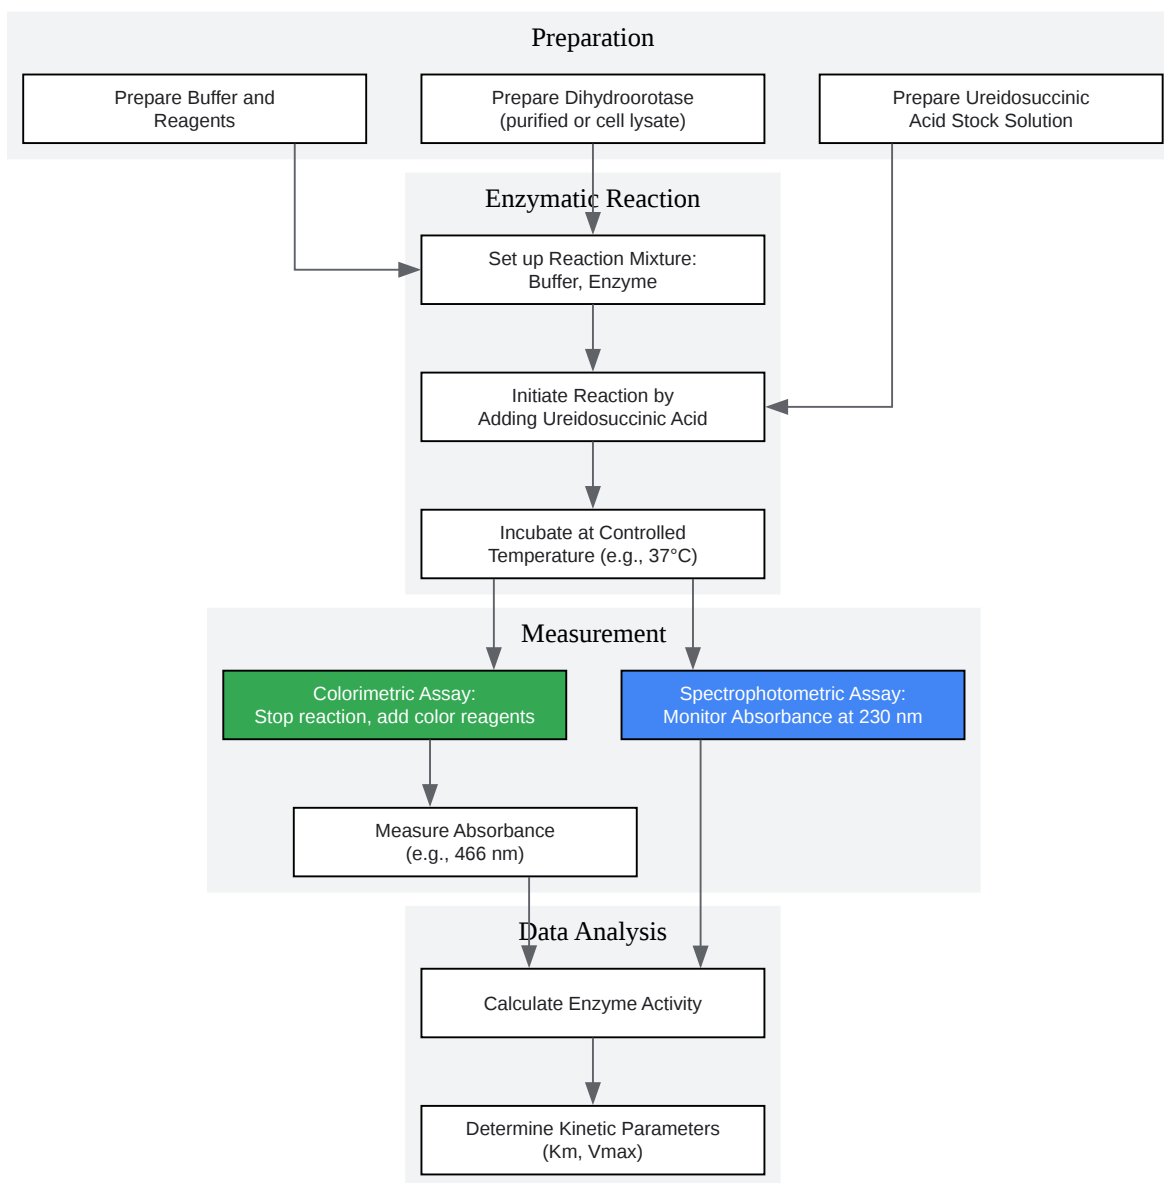 Preparation
Prepare Buffer and
Reagents
Prepare Dihydroorotase
(purified or cell lysate)
Prepare Ureidosuccinic
Acid Stock Solution
Enzymatic Reaction
Set up Reaction Mixture:
Buffer, Enzyme
Initiate Reaction by
Adding Ureidosuccinic Acid
Incubate at Controlled
Temperature (e.g., 37°C)
Measurement
Colorimetric Assay:
Stop reaction, add color reagents
Spectrophotometric Assay:
Monitor Absorbance at 230 nm
Measure Absorbance
(e.g., 466 nm)
Data Analysis
Calculate Enzyme Activity
Determine Kinetic Parameters
(Km, Vmax)